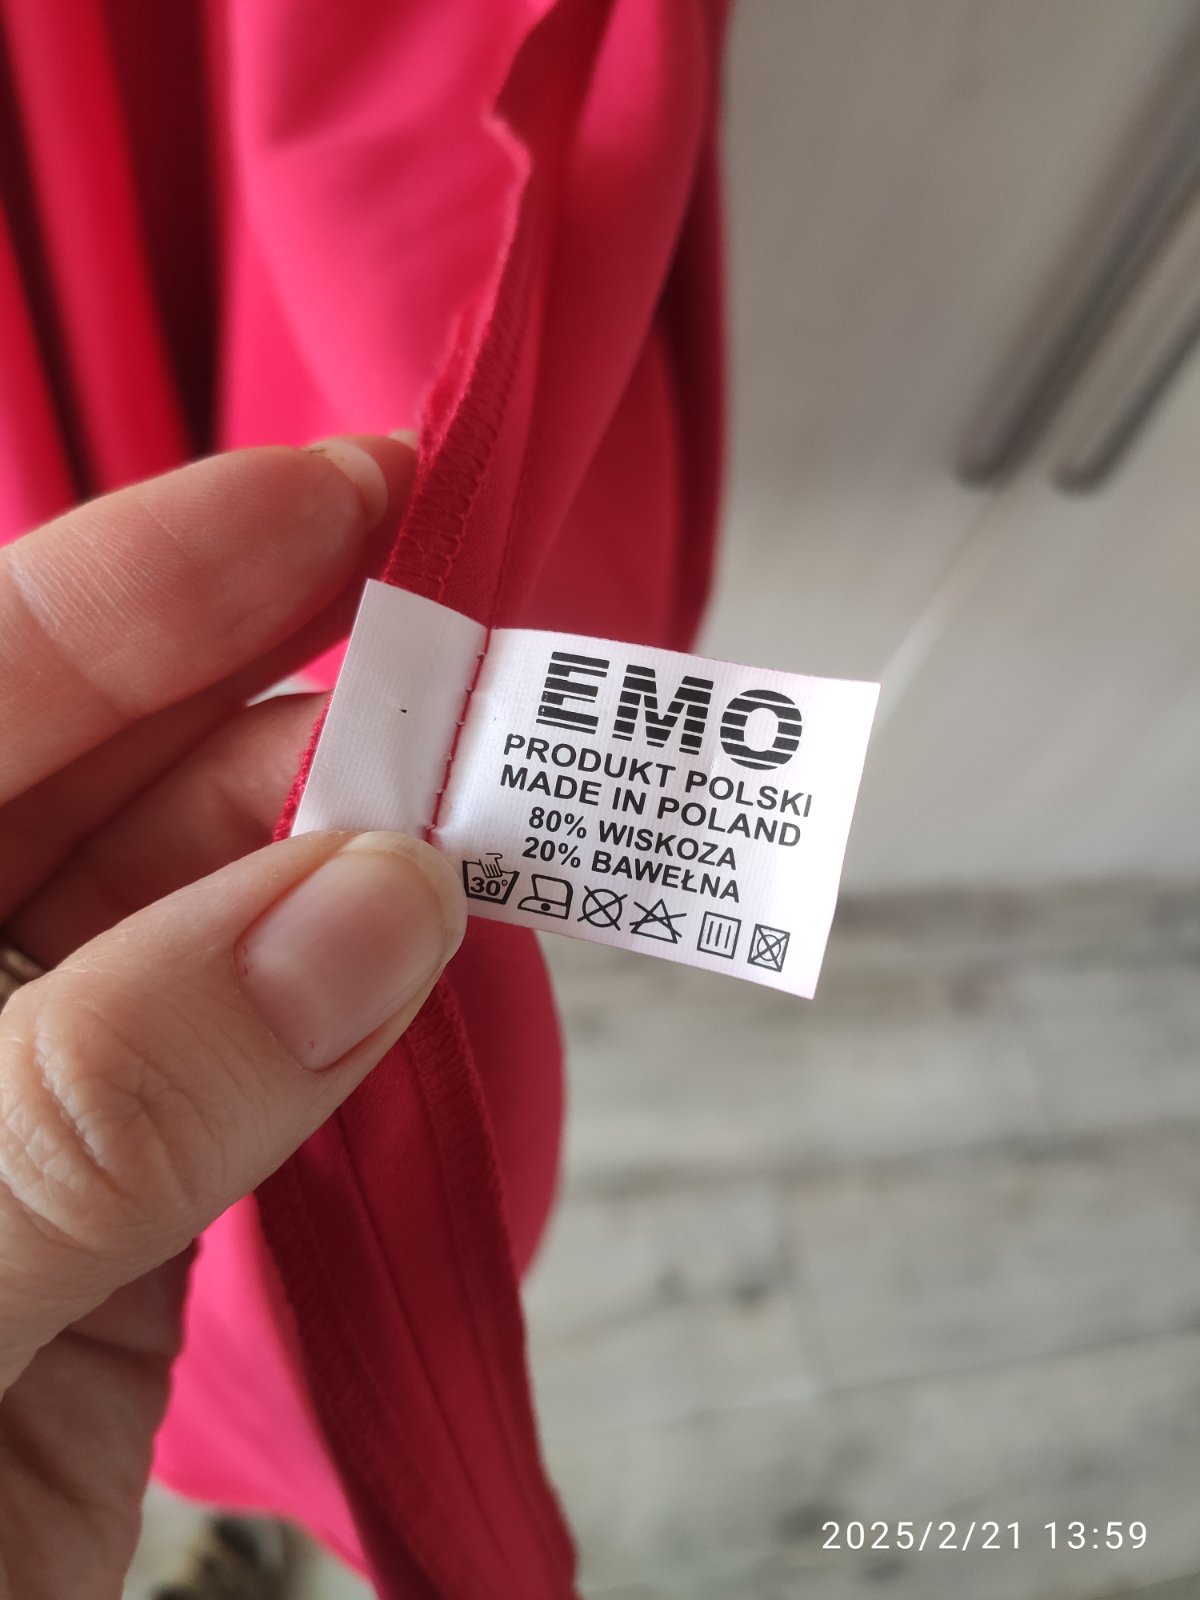 EMO
PRODUKT POLSKI
MADE IN POLAND
80% WISKOZA
20% BAWEŁNA
30°
2025/2/21 13:59